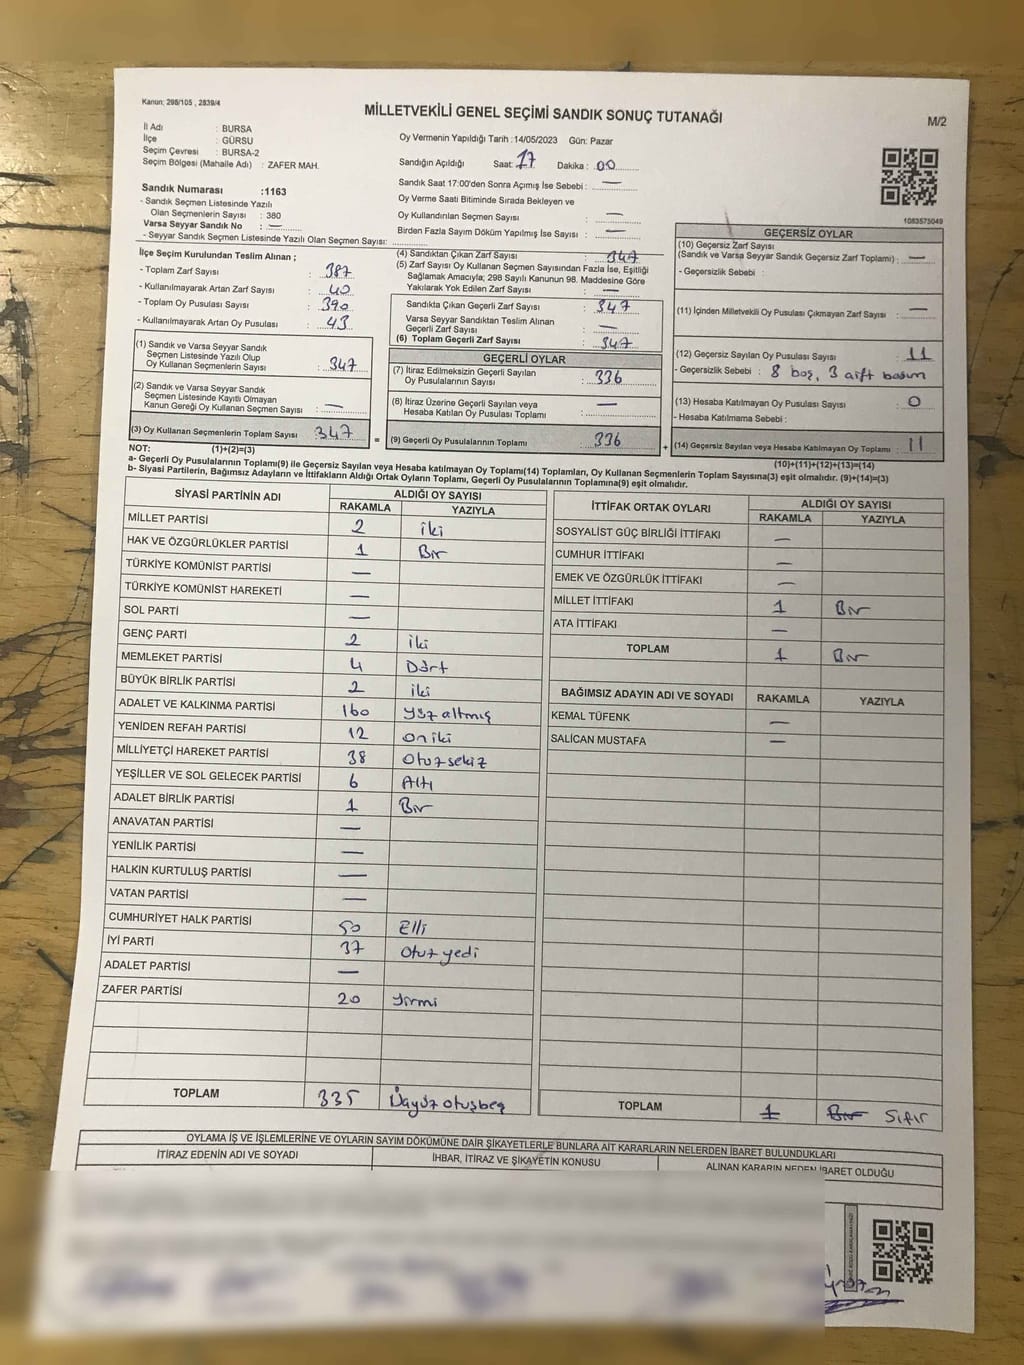 Kanun: 298/105 , 2839/4
MİLLETVEKİLİ GENEL SEÇİMİ SANDIK SONUÇ TUTANAĞI
M/2
İl Adı : BURSA
İlçe : GÜRSU
Seçim Çevresi : BURSA-2
Seçim Bölgesi (Mahalle Adı) : ZAFER MAH.
Oy Vermenin Yapıldığı Tarih :14/05/2023 Gün: Pazar
Sandığın Açıldığı Saat: 17 Dakika : 00
Sandık Saat 17:00'den Sonra Açımış İse Sebebi : —
Oy Verme Saati Bitiminde Sırada Bekleyen ve
Oy Kullandırılan Seçmen Sayısı : —
Birden Fazla Sayım Döküm Yapılmış İse Sayısı : —
Sandık Numarası :1163
- Sandık Seçmen Listesinde Yazılı
Olan Seçmenlerin Sayısı : 380
Varsa Seyyar Sandık No : —
- Seyyar Sandık Seçmen Listesinde Yazılı Olan Seçmen Sayısı:
1083575049
İlçe Seçim Kurulundan Teslim Alınan ;
- Toplam Zarf Sayısı : 387
- Kullanılmayarak Artan Zarf Sayısı : 40
- Toplam Oy Pusulası Sayısı : 390
- Kullanılmayarak Artan Oy Pusulası : 43
(1) Sandık ve Varsa Seyyar Sandık
Seçmen Listesinde Yazılı Olup
Oy Kullanan Seçmenlerin Sayısı : 347
(2) Sandık ve Varsa Seyyar Sandık
Seçmen Listesinde Kayıtlı Olmayan
Kanun Gereği Oy Kullanan Seçmen Sayısı : —
(3) Oy Kullanan Seçmenlerin Toplam Sayısı : 347
(1)+(2)=(3)
(4) Sandıktan Çıkan Zarf Sayısı : 347
(5) Zarf Sayısı Oy Kullanan Seçmen Sayısından Fazla İse, Eşitliği
Sağlamak Amacıyla; 298 Sayılı Kanunun 98. Maddesine Göre
Yakılarak Yok Edilen Zarf Sayısı : —
Sandıkta Çıkan Geçerli Zarf Sayısı : 347
Varsa Seyyar Sandıktan Teslim Alınan
Geçerli Zarf Sayısı : —
(6) Toplam Geçerli Zarf Sayısı : 347
GEÇERLİ OYLAR
(7) İtiraz Edilmeksizin Geçerli Sayılan
Oy Pusulalarının Sayısı : 336
(8) İtiraz Üzerine Geçerli Sayılan veya
Hesaba Katılan Oy Pusulası Toplamı : —
= (9) Geçerli Oy Pusulalarının Toplamı : 336
GEÇERSİZ OYLAR
(10) Geçersiz Zarf Sayısı
(Sandık ve Varsa Seyyar Sandık Geçersiz Zarf Toplamı) : —
- Geçersizlik Sebebi :
(11) İçinden Milletvekili Oy Pusulası Çıkmayan Zarf Sayısı : —
(12) Geçersiz Sayılan Oy Pusulası Sayısı : 11
- Geçersizlik Sebebi : 8 boş, 3 çift basım
(13) Hesaba Katılmayan Oy Pusulası Sayısı : 0
- Hesaba Katılmama Sebebi :
+ (14) Geçersiz Sayılan veya Hesaba Katılmayan Oy Toplamı : 11
(10)+(11)+(12)+(13)=(14)
NOT:
a- Geçerli Oy Pusulalarının Toplamı(9) ile Geçersiz Sayılan veya Hesaba katılmayan Oy Toplamı(14) Toplamları, Oy Kullanan Seçmenlerin Toplam Sayısına(3) eşit olmalıdır. (9)+(14)=(3)
b- Siyasi Partilerin, Bağımsız Adayların ve İttifakların Aldığı Ortak Oyların Toplamı, Geçerli Oy Pusulalarının Toplamına(9) eşit olmalıdır.
SİYASİ PARTİNİN ADI ALDIĞI OY SAYISI
RAKAMLA YAZIYLA
MİLLET PARTİSİ 2 iki
HAK VE ÖZGÜRLÜKLER PARTİSİ 1 Bir
TÜRKİYE KOMÜNİST PARTİSİ —
TÜRKİYE KOMÜNİST HAREKETİ —
SOL PARTİ —
GENÇ PARTİ 2 iki
MEMLEKET PARTİSİ 4 Dört
BÜYÜK BİRLİK PARTİSİ 2 iki
ADALET VE KALKINMA PARTİSİ 160 Yüz altmış
YENİDEN REFAH PARTİSİ 12 on iki
MİLLİYETÇİ HAREKET PARTİSİ 38 Otuz sekiz
YEŞİLLER VE SOL GELECEK PARTİSİ 6 Altı
ADALET BİRLİK PARTİSİ 1 Bir
ANAVATAN PARTİSİ —
YENİLİK PARTİSİ —
HALKIN KURTULUŞ PARTİSİ —
VATAN PARTİSİ —
CUMHURİYET HALK PARTİSİ 50 Elli
İYİ PARTİ 37 Otuz yedi
ADALET PARTİSİ —
ZAFER PARTİSİ 20 Yirmi
TOPLAM 335 Üçyüz otuzbeş
İTTİFAK ORTAK OYLARI ALDIĞI OY SAYISI
RAKAMLA YAZIYLA
SOSYALİST GÜÇ BİRLİĞİ İTTİFAKI —
CUMHUR İTTİFAKI —
EMEK VE ÖZGÜRLÜK İTTİFAKI —
MİLLET İTTİFAKI 1 Bir
ATA İTTİFAKI —
TOPLAM 1 Bir
BAĞIMSIZ ADAYIN ADI VE SOYADI RAKAMLA YAZIYLA
KEMAL TÜFENK —
SALİCAN MUSTAFA —
TOPLAM 1 Bir Sıfır
OYLAMA İŞ VE İŞLEMLERİNE VE OYLARIN SAYIM DÖKÜMÜNE DAİR ŞİKAYETLERLE BUNLARA AİT KARARLARIN NELERDEN İBARET BULUNDUKLARI
İTİRAZ EDENİN ADI VE SOYADI İHBAR, İTİRAZ VE ŞİKAYETİN KONUSU ALINAN KARARIN NEDEN İBARET OLDUĞU